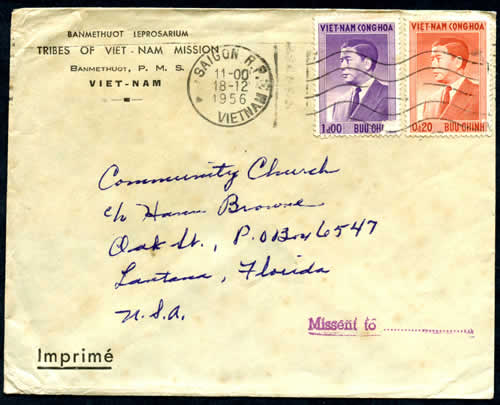 BANMETHUOT LEPROSARIUM
TRIBES OF VIET-NAM MISSION
BANMETHUOT, P. M. S.
VIET-NAM
SAIGON R.P.
11-00
18-12
1956
VIETNAM
VIET-NAM CONG HOA
1$00 BUU CHINH
VIET-NAM CONG HOA
0$20 BUU CHINH
Community Church
c/o Browne
Oak St., P.O Box 6547
Lantana, Florida
U.S.A.
Missent to
Imprimé